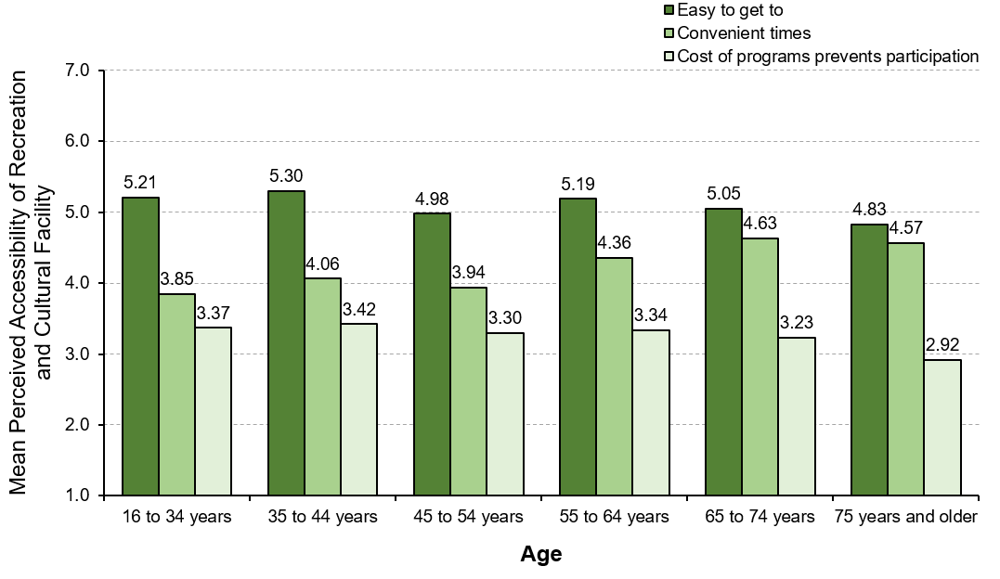 Easy to get to
Convenient times
Cost of programs prevents participation
Mean Perceived Accessibility of Recreation
and Cultural Facility
7.0
6.0
5.0
4.0
3.0
2.0
1.0
5.21
3.85
3.37
5.30
4.06
3.42
4.98
3.94
3.30
5.19
4.36
3.34
5.05
4.63
3.23
4.83
4.57
2.92
16 to 34 years
35 to 44 years
45 to 54 years
55 to 64 years
65 to 74 years
75 years and older
Age